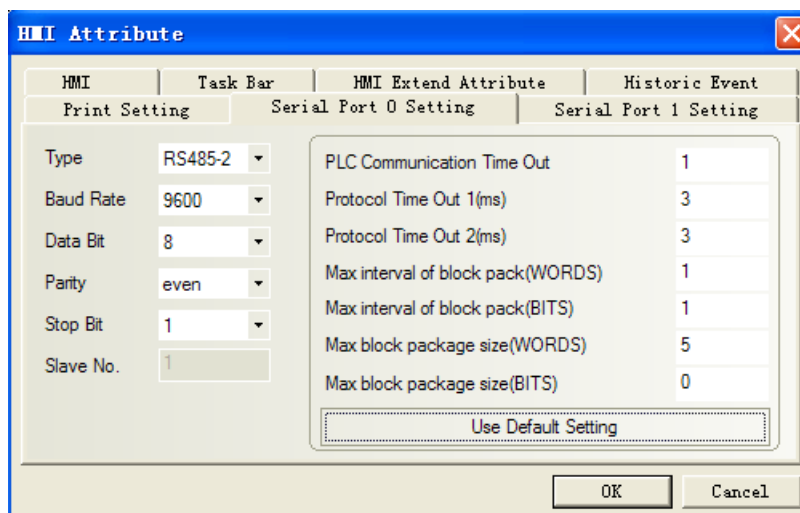 HMI Attribute
HMI Task Bar HMI Extend Attribute Historic Event
Print Setting Serial Port 0 Setting Serial Port 1 Setting
Type RS485-2
Baud Rate 9600
Data Bit 8
Parity even
Stop Bit 1
Slave No. 1
PLC Communication Time Out 1
Protocol Time Out 1(ms) 3
Protocol Time Out 2(ms) 3
Max interval of block pack(WORDS) 1
Max interval of block pack(BITS) 1
Max block package size(WORDS) 5
Max block package size(BITS) 0
Use Default Setting
OK Cancel